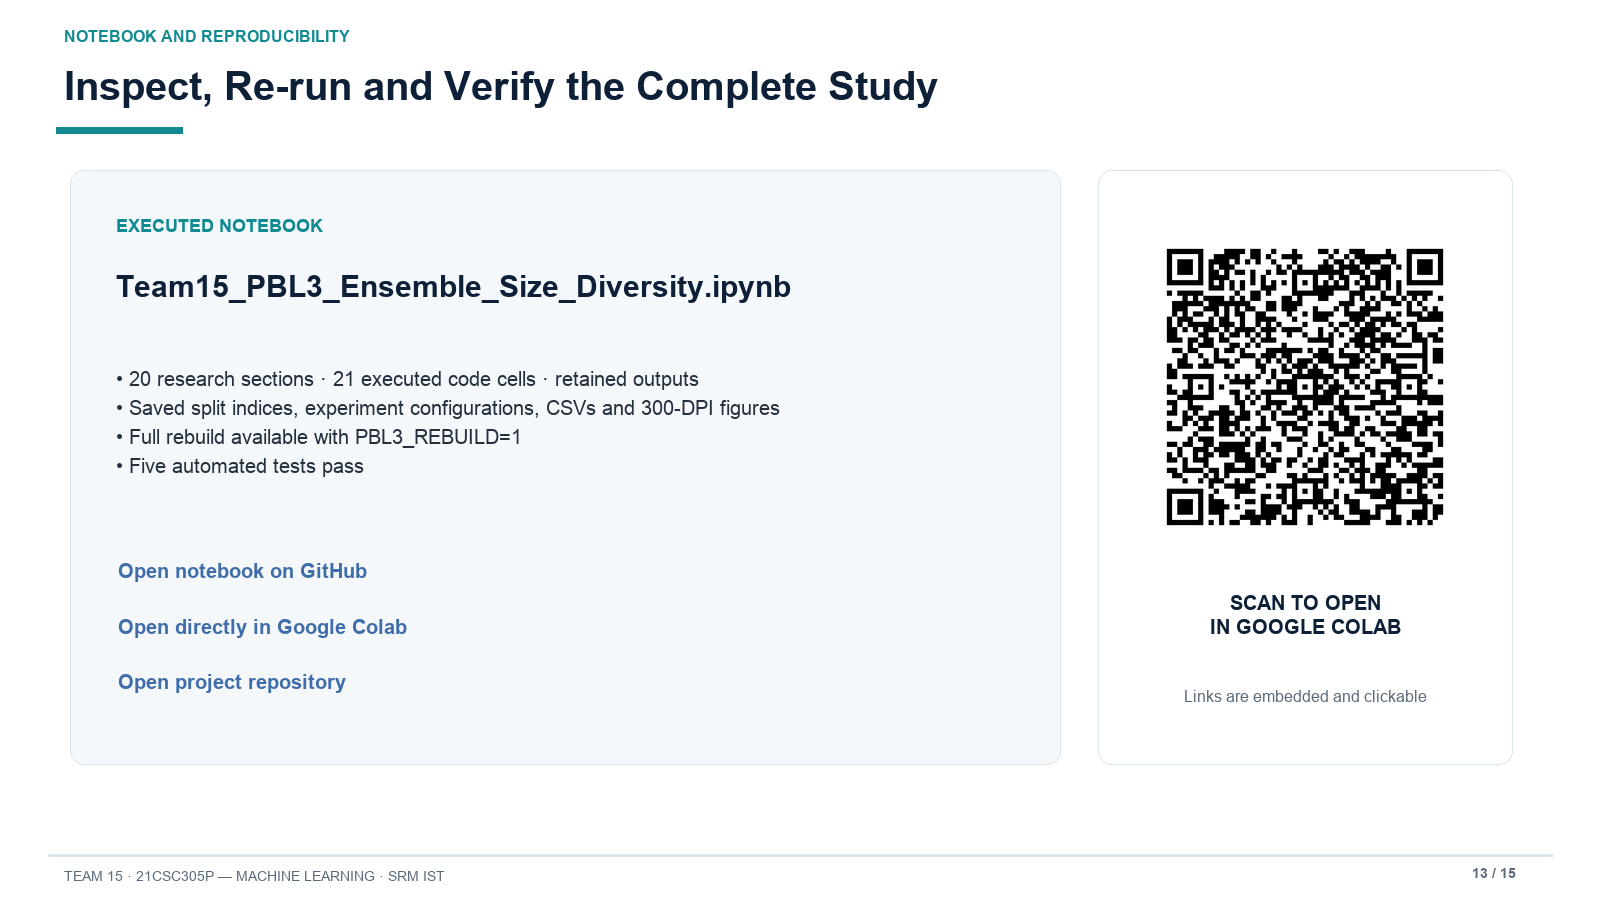 NOTEBOOK AND REPRODUCIBILITY
Inspect, Re-run and Verify the Complete Study
EXECUTED NOTEBOOK
Team15_PBL3_Ensemble_Size_Diversity.ipynb
• 20 research sections · 21 executed code cells · retained outputs
• Saved split indices, experiment configurations, CSVs and 300-DPI figures
• Full rebuild available with PBL3_REBUILD=1
• Five automated tests pass
Open notebook on GitHub
Open directly in Google Colab
Open project repository
SCAN TO OPEN
IN GOOGLE COLAB
Links are embedded and clickable
TEAM 15 · 21CSC305P — MACHINE LEARNING · SRM IST
13 / 15